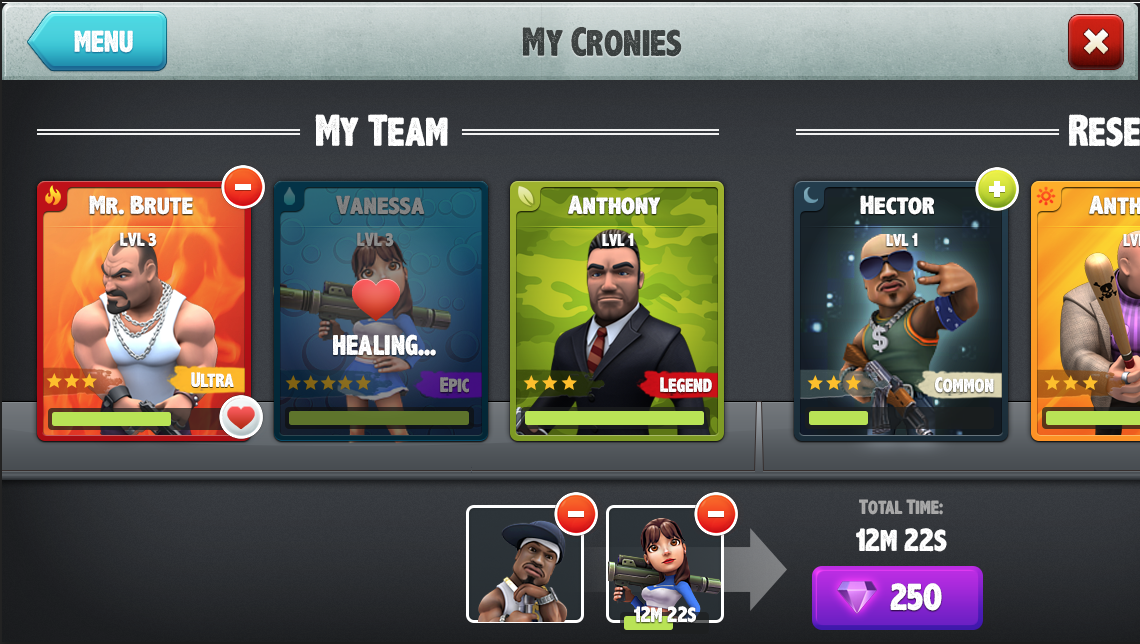 MENU
MY CRONIES
MY TEAM
RESE
MR. BRUTE
LVL 3
ULTRA
VANESSA
LVL 3
HEALING...
EPIC
ANTHONY
LVL 1
LEGEND
HECTOR
LVL 1
$
COMMON
ANTH
LV
TOTAL TIME:
12M 22S
12M 22S
250